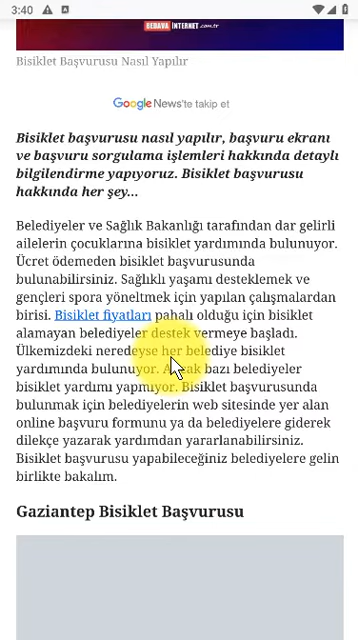 3:40
BEDAVA INTERNET.com.tr
Bisiklet Başvurusu Nasıl Yapılır
Google News'te takip et
Bisiklet başvurusu nasıl yapılır, başvuru ekranı
ve başvuru sorgulama işlemleri hakkında detaylı
bilgilendirme yapıyoruz. Bisiklet başvurusu
hakkında her şey…
Belediyeler ve Sağlık Bakanlığı tarafından dar gelirli
ailelerin çocuklarına bisiklet yardımında bulunuyor.
Ücret ödemeden bisiklet başvurusunda
bulunabilirsiniz. Sağlıklı yaşamı desteklemek ve
gençleri spora yöneltmek için yapılan çalışmalardan
birisi. Bisiklet fiyatları pahalı olduğu için bisiklet
alamayan belediyeler destek vermeye başladı.
Ülkemizdeki neredeyse her belediye bisiklet
yardımında bulunuyor. Ancak bazı belediyeler
bisiklet yardımı yapmıyor. Bisiklet başvurusunda
bulunmak için belediyelerin web sitesinde yer alan
online başvuru formunu ya da belediyelere giderek
dilekçe yazarak yardımdan yararlanabilirsiniz.
Bisiklet başvurusu yapabileceğiniz belediyelere gelin
birlikte bakalım.
Gaziantep Bisiklet Başvurusu